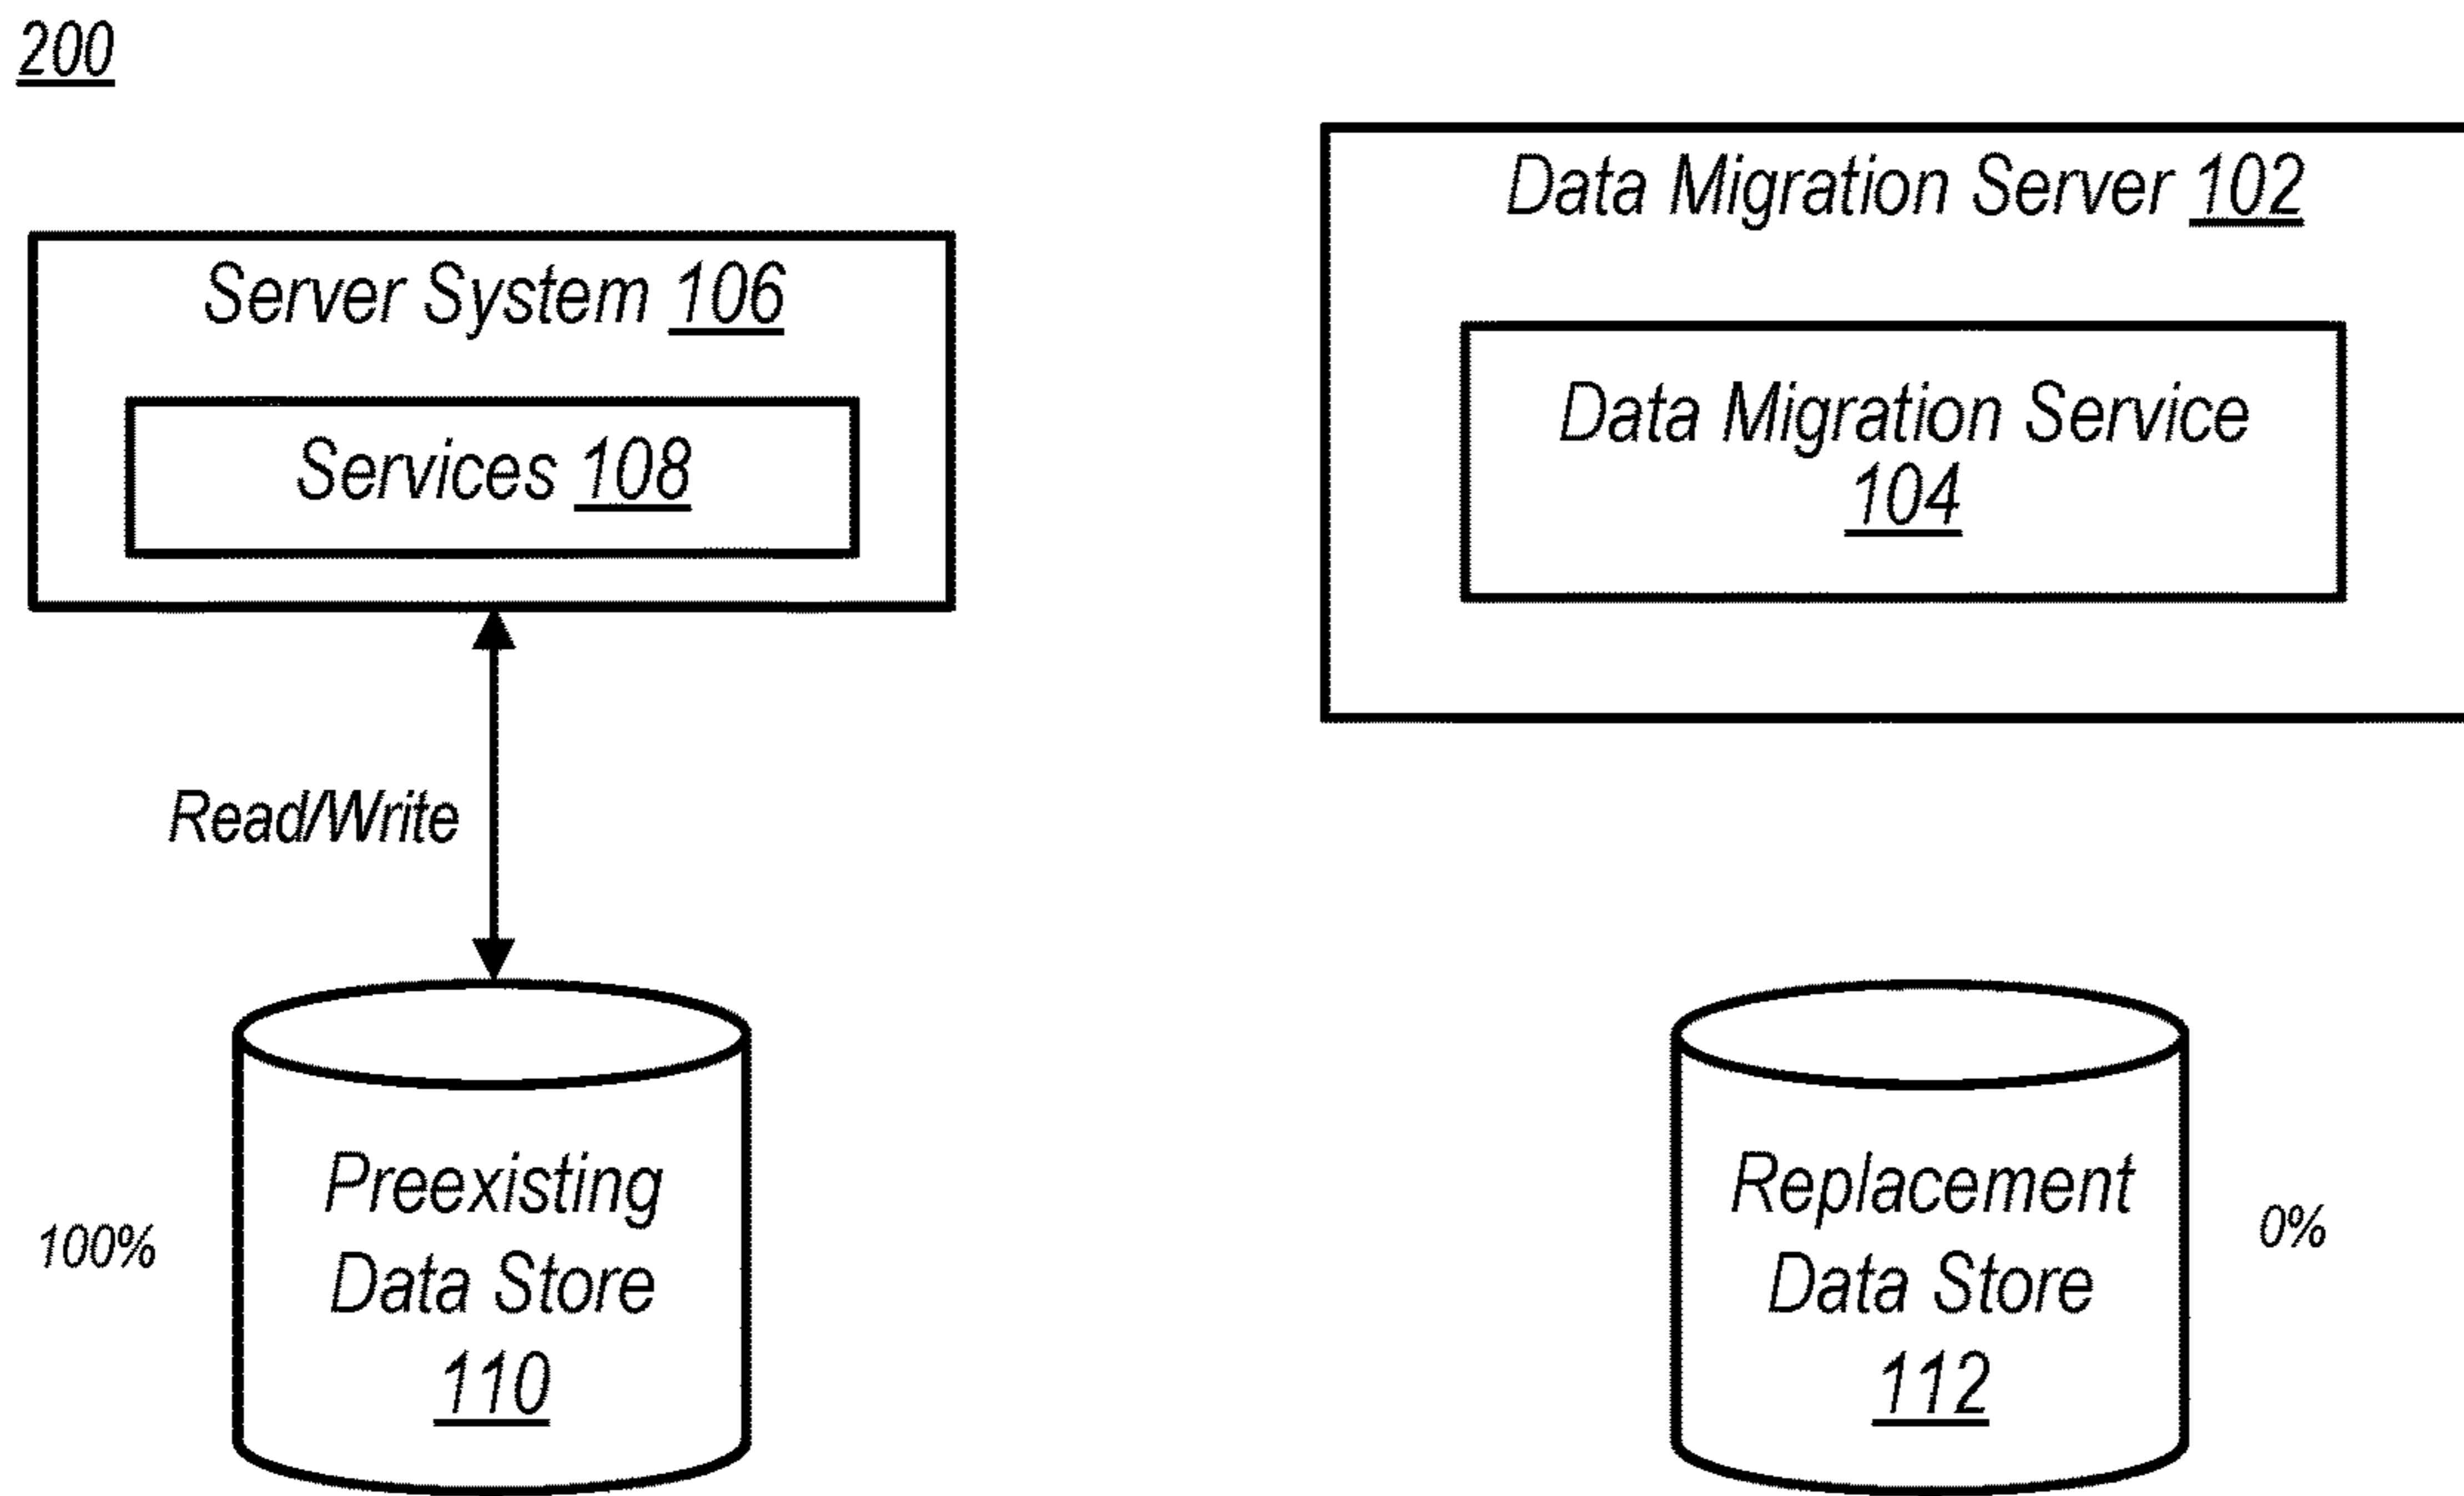 200
Data Migration Server 102
Server System 106
Data Migration Service
104
Services 108
Read/Write
Preexisting
Data Store
110
100%
Replacement
Data Store
112
0%